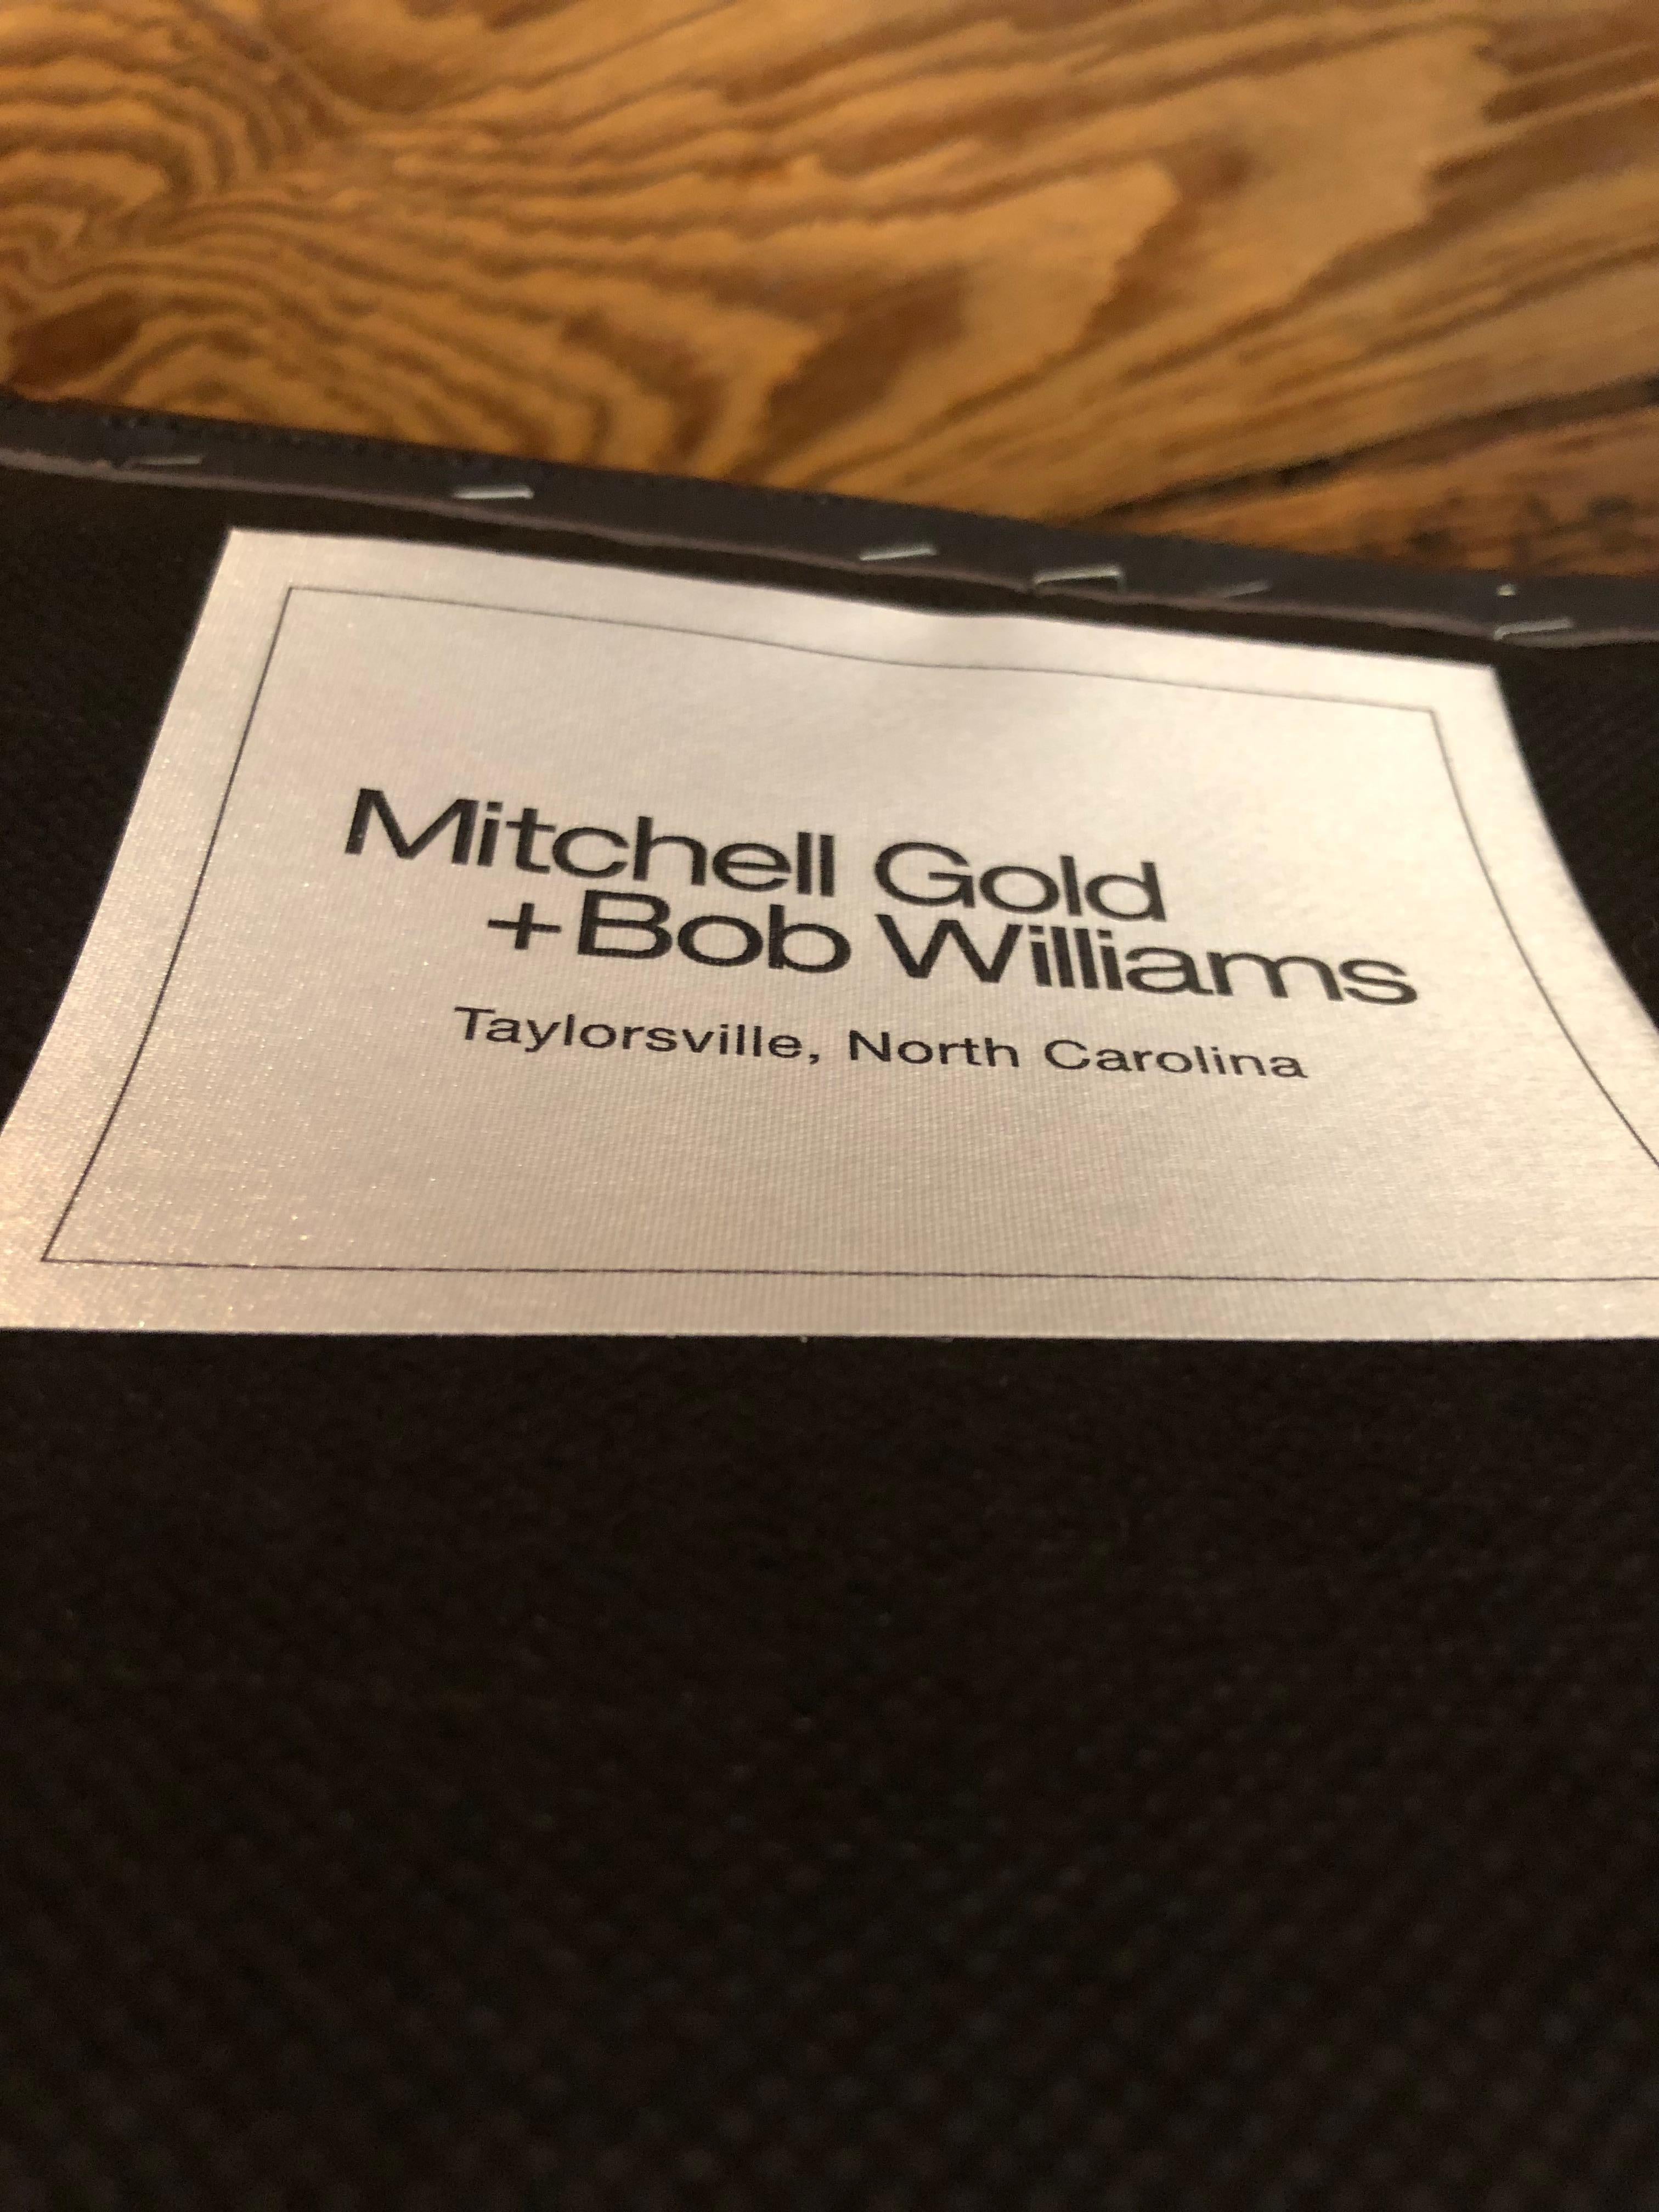 Mitchell Gold
+Bob Williams
Taylorsville, North Carolina